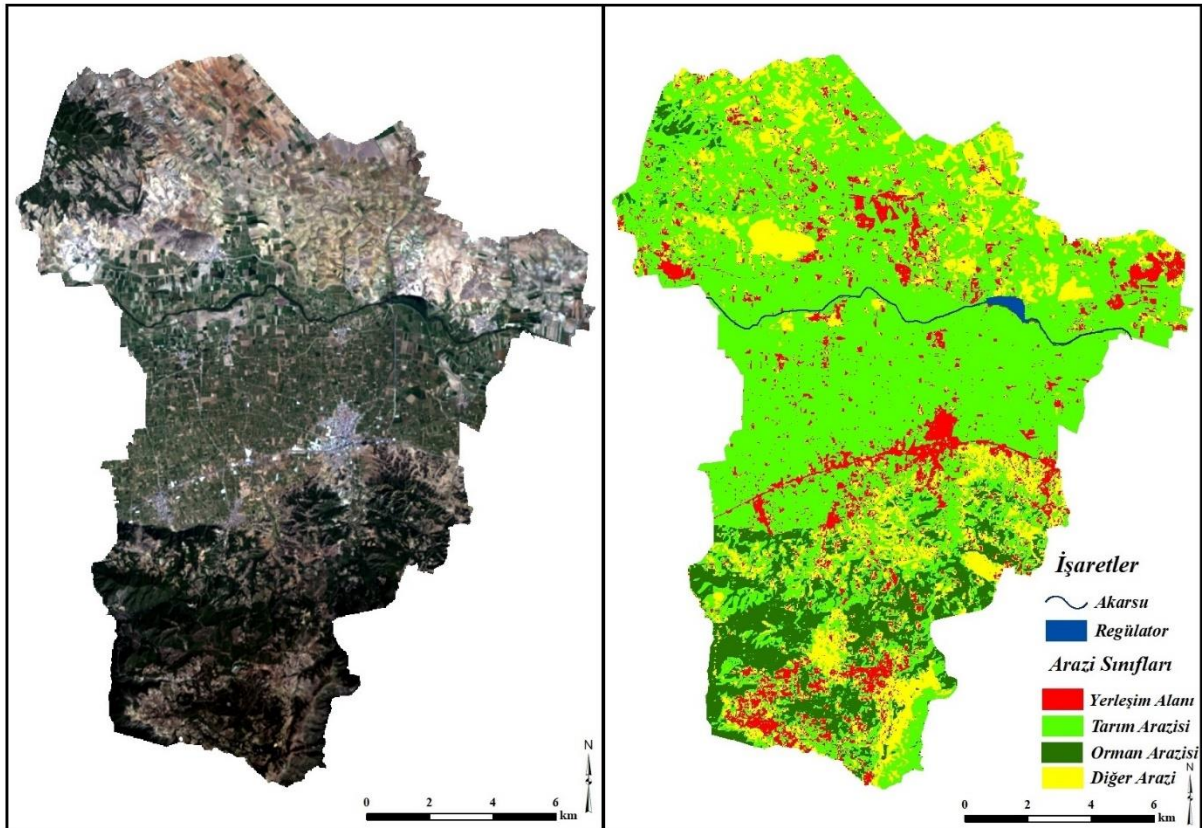 N
0 2 4 6
km
İşaretler
Akarsu
Regülator
Arazi Sınıfları
Yerleşim Alanı
Tarım Arazisi
Orman Arazisi
Diğer Arazi
N
0 2 4 6
km